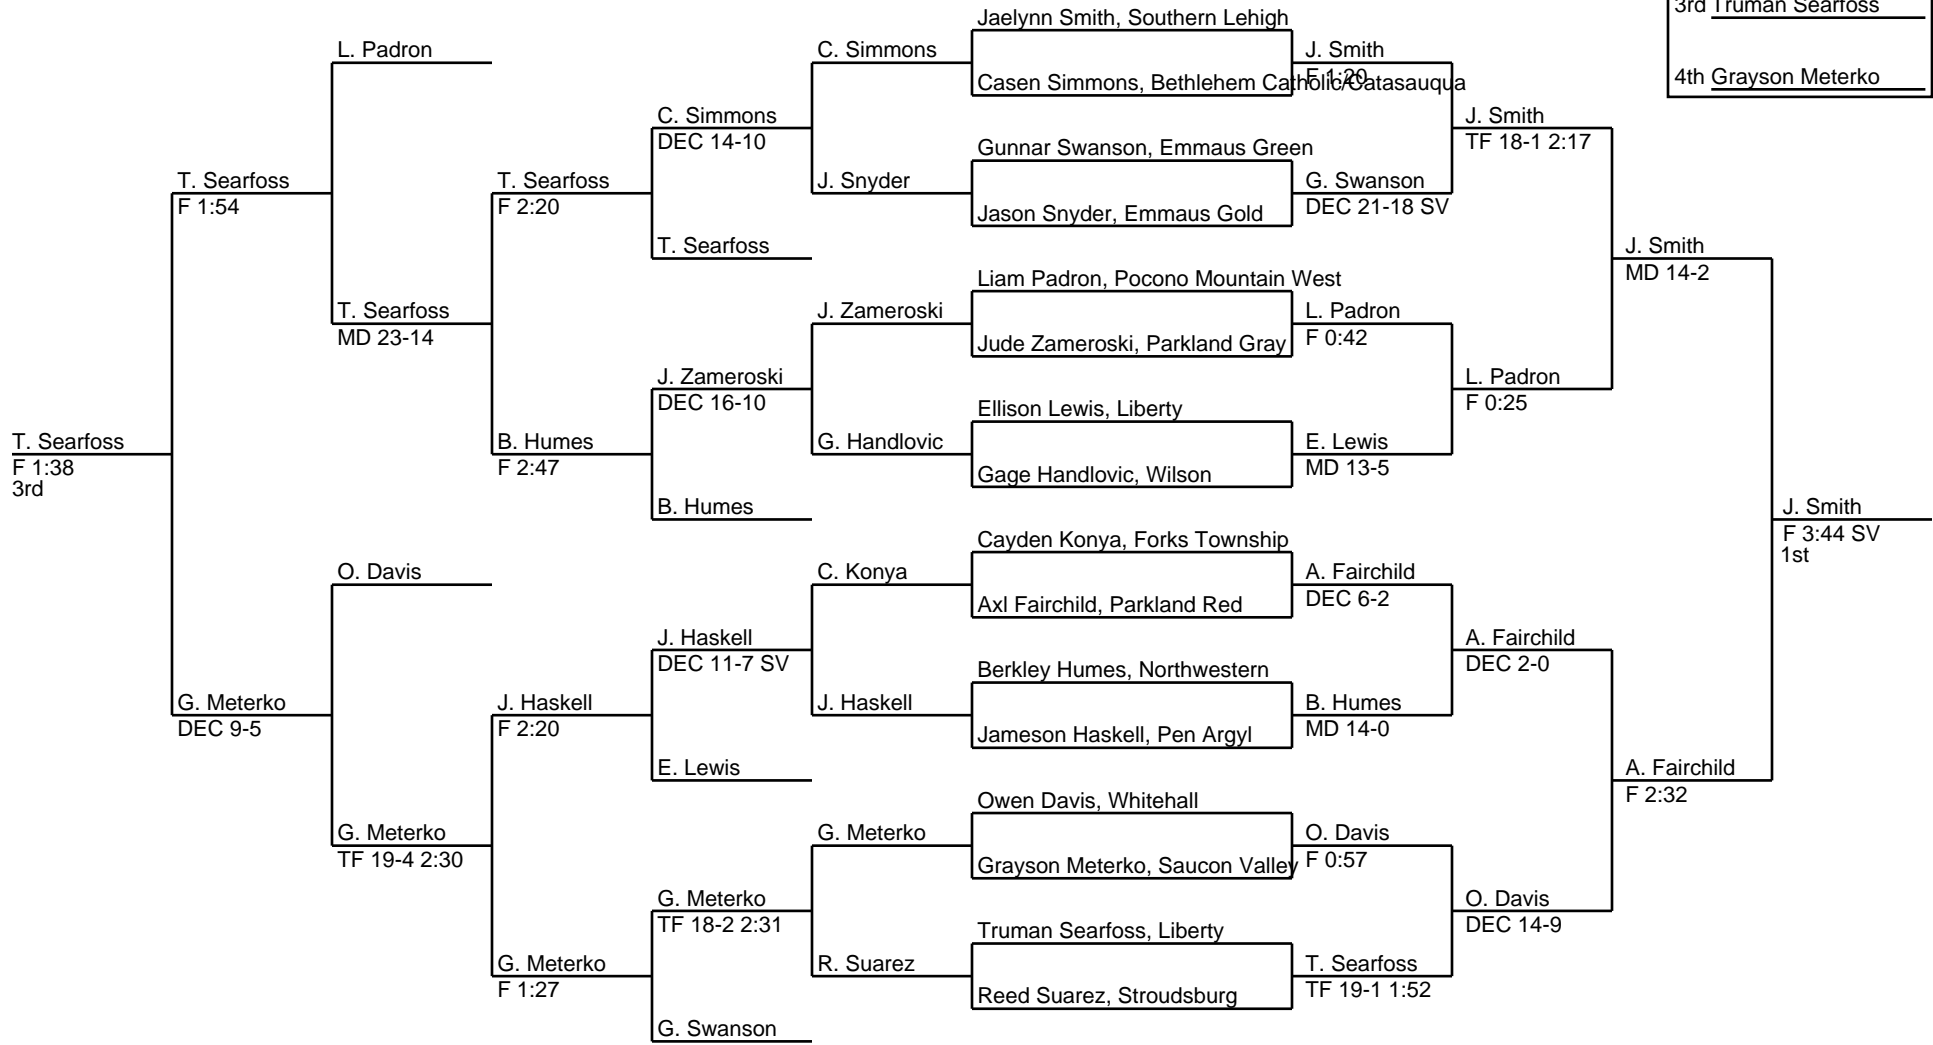 Jaelynn Smith, Southern Lehigh
3rd Truman Searfoss
L. Padron
C. Simmons
J. Smith
F 1:20
Casen Simmons, Bethlehem Catholic/Catasauqua
4th Grayson Meterko
C. Simmons
DEC 14-10
J. Smith
TF 18-1 2:17
Gunnar Swanson, Emmaus Green
T. Searfoss
F 1:54
T. Searfoss
F 2:20
J. Snyder
G. Swanson
DEC 21-18 SV
Jason Snyder, Emmaus Gold
T. Searfoss
J. Smith
MD 14-2
Liam Padron, Pocono Mountain West
T. Searfoss
MD 23-14
J. Zameroski
L. Padron
F 0:42
Jude Zameroski, Parkland Gray
J. Zameroski
DEC 16-10
L. Padron
F 0:25
Ellison Lewis, Liberty
T. Searfoss
F 1:38
3rd
B. Humes
F 2:47
G. Handlovic
E. Lewis
MD 13-5
Gage Handlovic, Wilson
B. Humes
J. Smith
F 3:44 SV
1st
Cayden Konya, Forks Township
O. Davis
C. Konya
A. Fairchild
DEC 6-2
Axl Fairchild, Parkland Red
J. Haskell
DEC 11-7 SV
A. Fairchild
DEC 2-0
Berkley Humes, Northwestern
G. Meterko
DEC 9-5
J. Haskell
F 2:20
J. Haskell
B. Humes
MD 14-0
Jameson Haskell, Pen Argyl
E. Lewis
A. Fairchild
F 2:32
Owen Davis, Whitehall
G. Meterko
TF 19-4 2:30
G. Meterko
O. Davis
F 0:57
Grayson Meterko, Saucon Valley
G. Meterko
TF 18-2 2:31
O. Davis
DEC 14-9
Truman Searfoss, Liberty
G. Meterko
F 1:27
R. Suarez
T. Searfoss
TF 19-1 1:52
Reed Suarez, Stroudsburg
G. Swanson